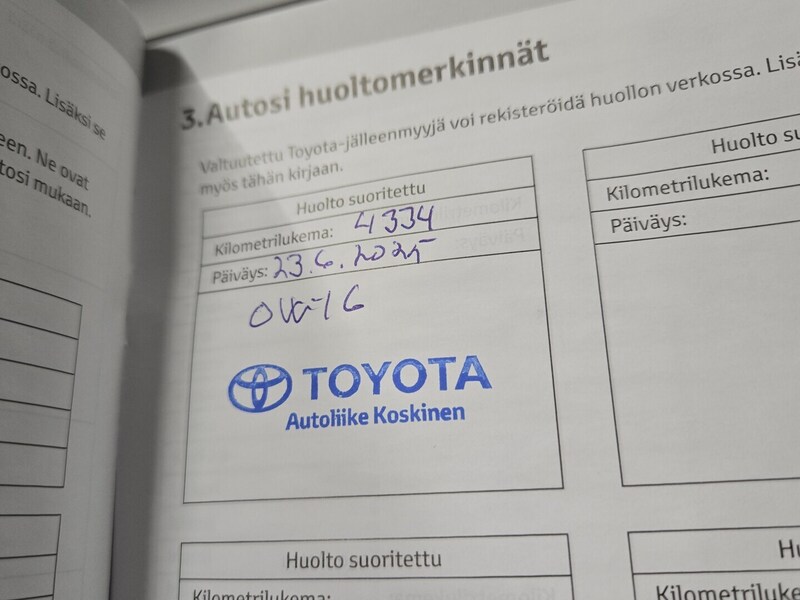 ossa. Lisäksi se
een. Ne ovat
tosi mukaan.
3. Autosi huoltomerkinnät
Valtuutettu Toyota-jälleenmyyjä voi rekisteröidä huollon verkossa. Lisä
myös tähän kirjaan.
Huolto suoritettu
Kilometrilukema: 4334
Päiväys: 23.6.2025
TOYOTA
Autoliike Koskinen
Huolto su
Kilometrilukema:
Päiväys:
Huolto suoritettu
Kilometrilukema:
Hu
Kilometrilukema